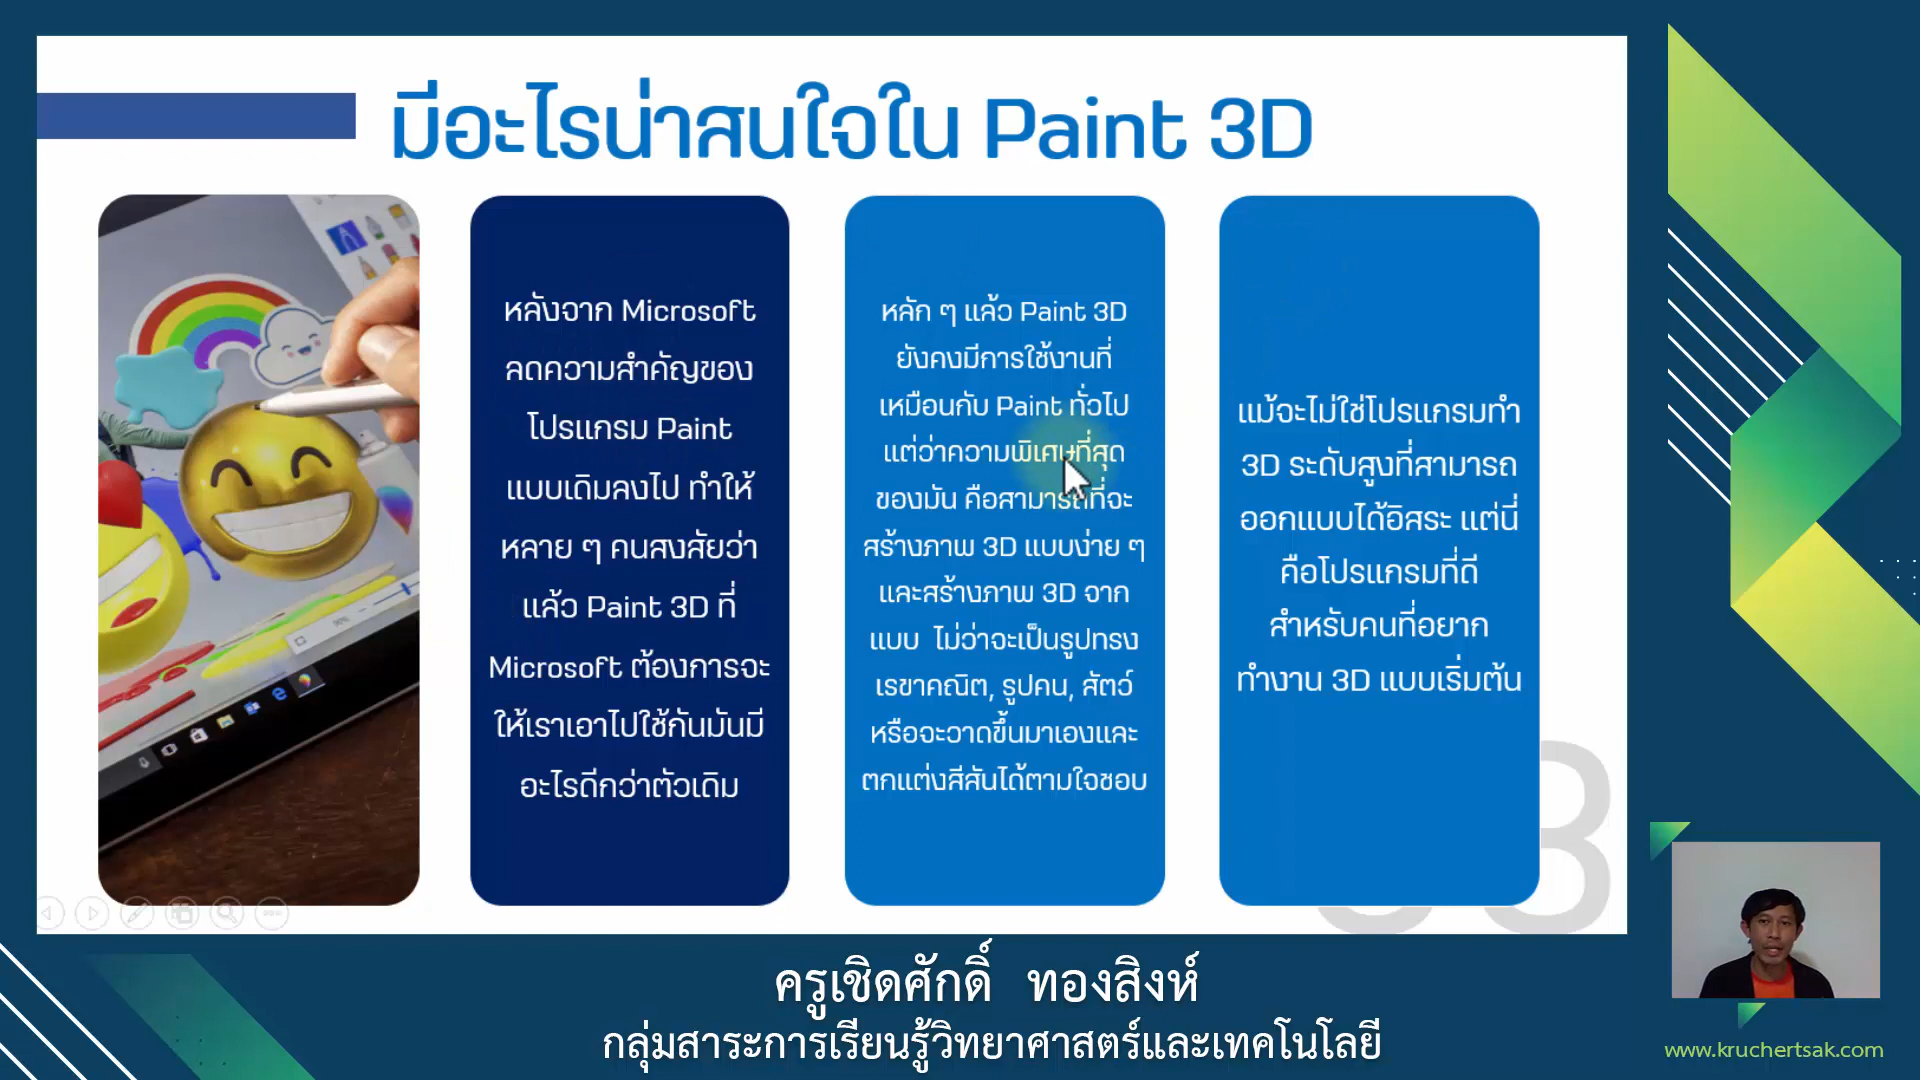 มีอะไรน่าสนใจใน Paint 3D
หลังจาก Microsoft
ลดความสำคัญของ
โปรแกรม Paint
แบบเดิมลงไป ทำให้
หลาย ๆ คนสงสัยว่า
แล้ว Paint 3D ที่
Microsoft ต้องการจะ
ให้เราเอาไปใช้กันมันมี
อะไรดีกว่าตัวเดิม
หลัก ๆ แล้ว Paint 3D
ยังคงมีการใช้งานที่
เหมือนกับ Paint ทั่วไป
แต่ว่าความพิเศษที่สุด
ของมัน คือสามารถที่จะ
สร้างภาพ 3D แบบง่าย ๆ
และสร้างภาพ 3D จาก
แบบ ไม่ว่าจะเป็นรูปทรง
เรขาคณิต, รูปคน, สัตว์
หรือจะวาดขึ้นมาเองและ
ตกแต่งสีสันได้ตามใจชอบ
แม้จะไม่ใช่โปรแกรมทำ
3D ระดับสูงที่สามารถ
ออกแบบได้อิสระ แต่นี่
คือโปรแกรมที่ดี
สำหรับคนที่อยาก
ทำงาน 3D แบบเริ่มต้น
ครูเชิดศักดิ์ ทองสิงห์
กลุ่มสาระการเรียนรู้วิทยาศาสตร์และเทคโนโลยี
www.kruchertsak.com